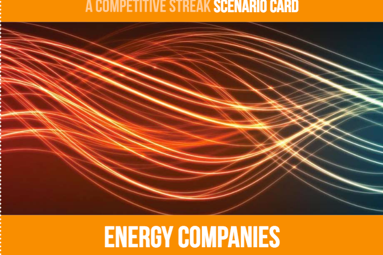 A COMPETITIVE STREAK SCENARIO CARD
ENERGY COMPANIES